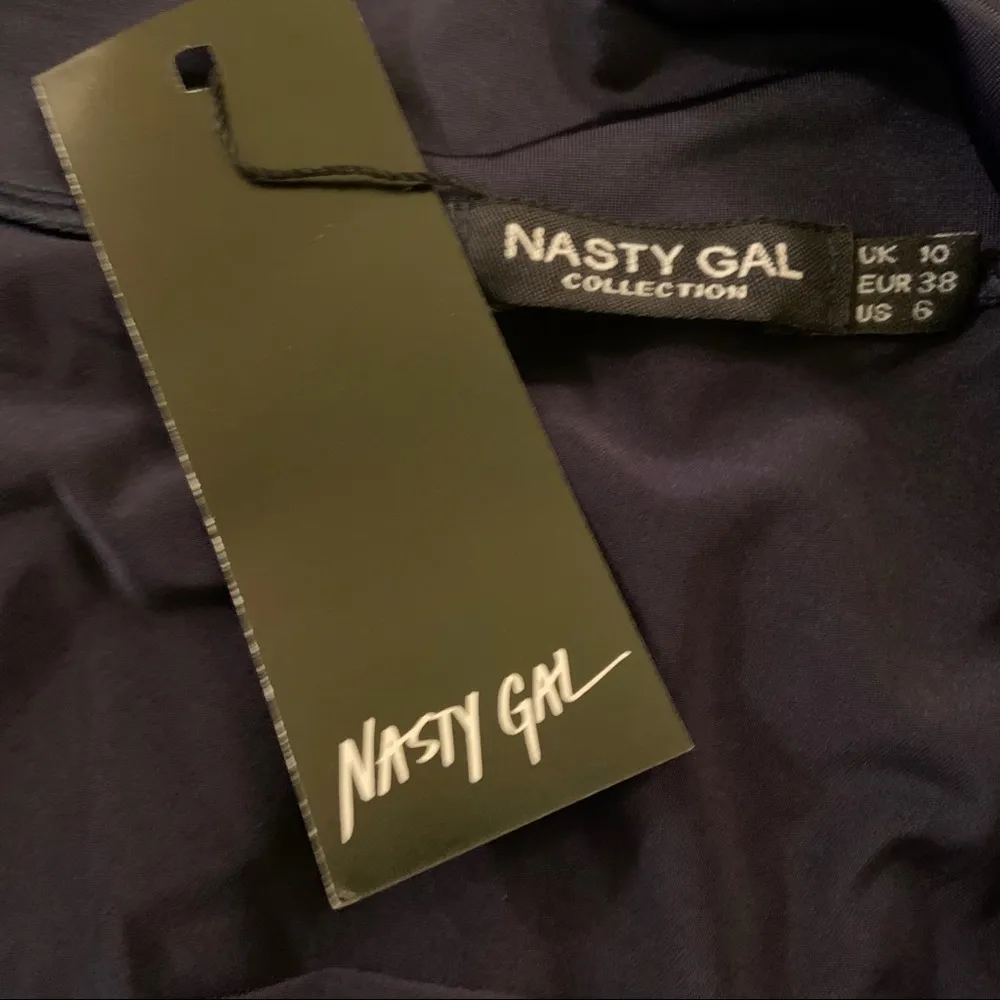 NASTY GAL
COLLECTION
UK 10
EUR 38
US 6
NASTY GAL